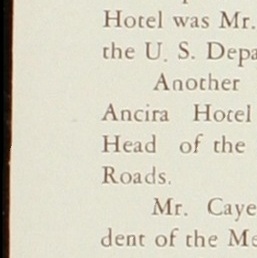 Hotel was Mr.
the U. S. Depa
Another
Ancira Hotel
Head of the
Roads.
Mr. Caye
dent of the Me